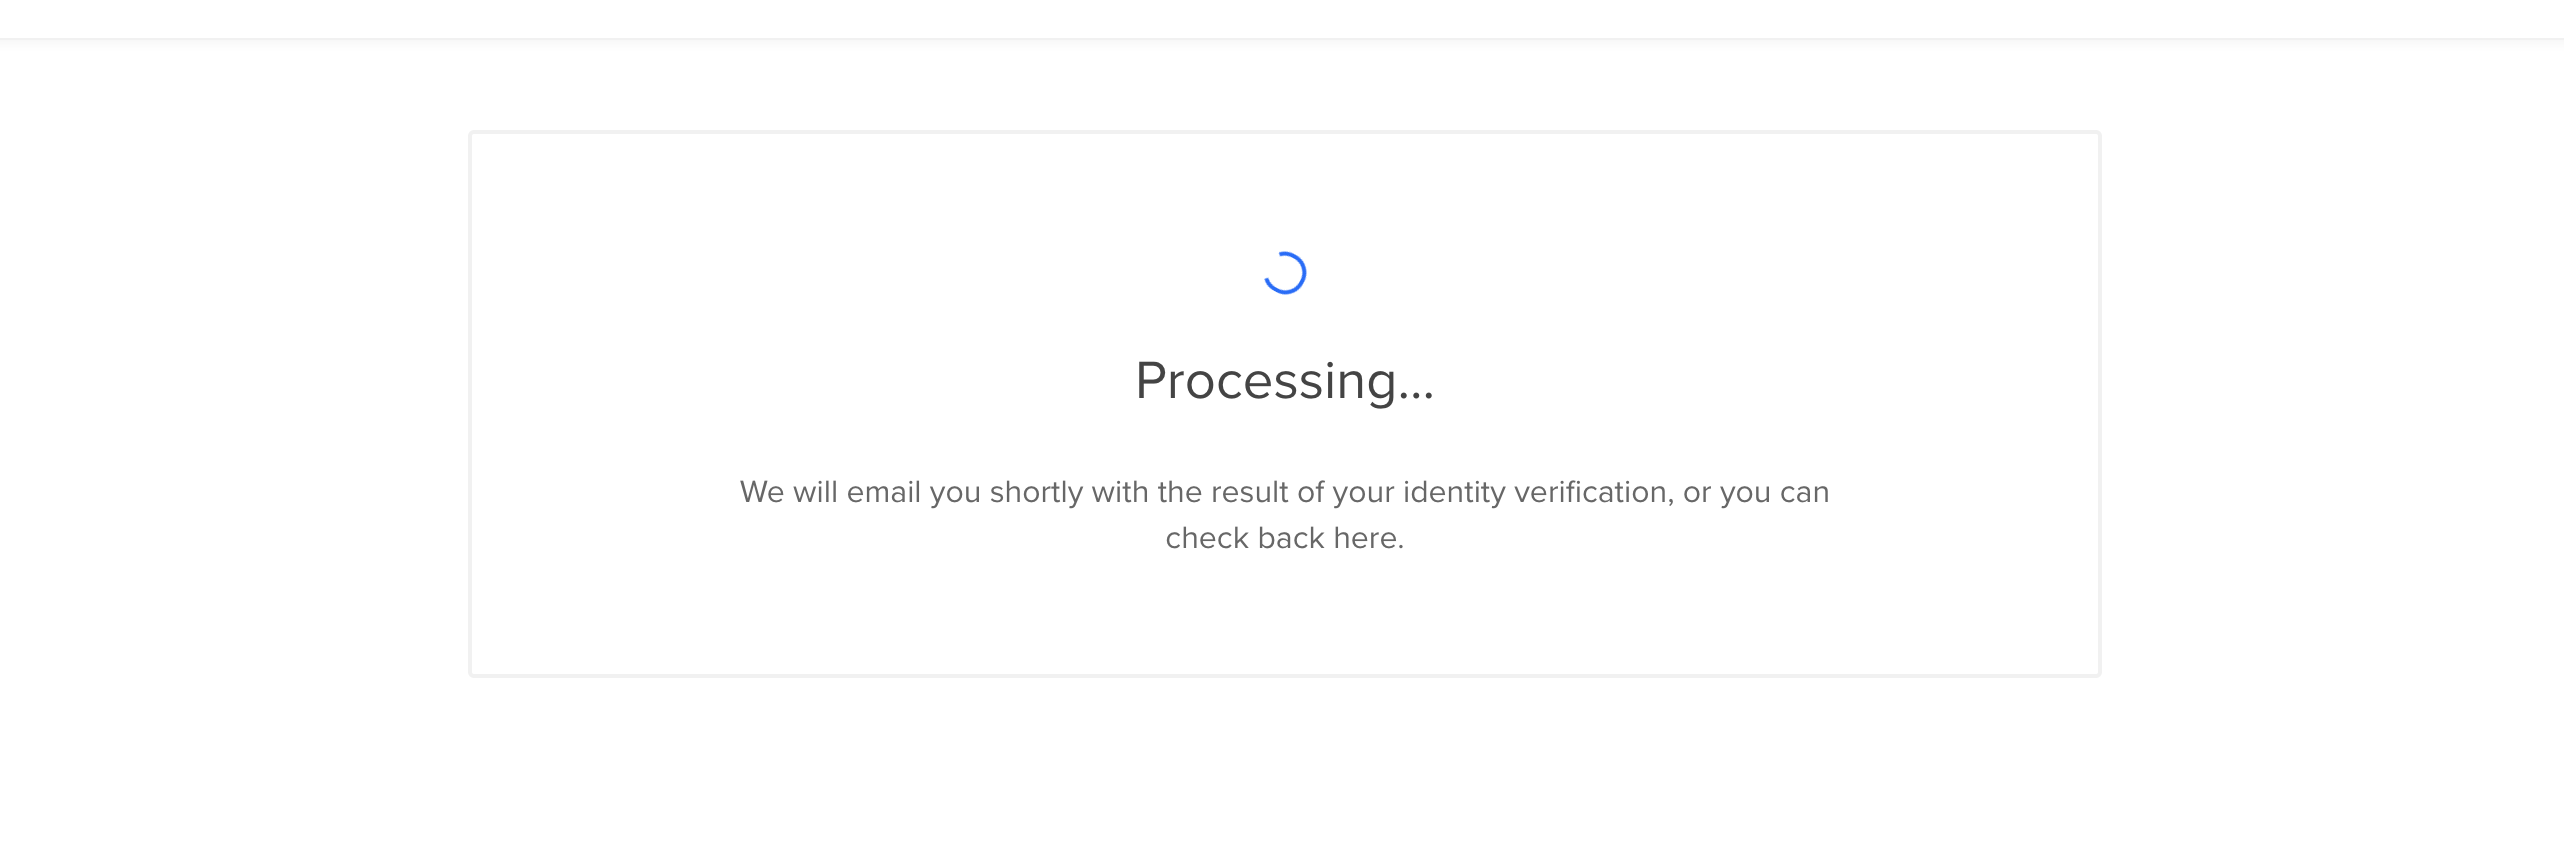 Processing...
We will email you shortly with the result of your identity verification, or you can
check back here.